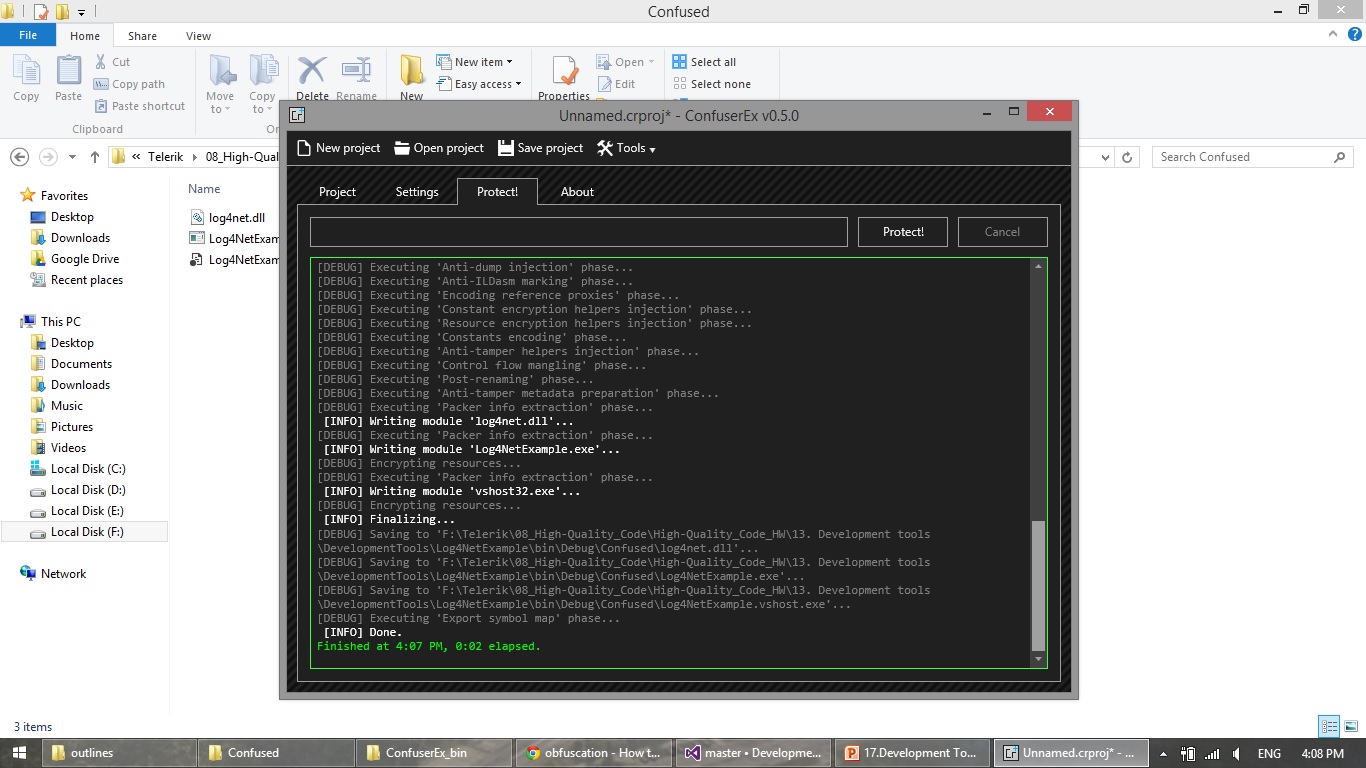 Confused
File Home Share View
Copy
Paste
Cut
Copy path
Paste shortcut
Clipboard
Move
to
Copy
to
Delete
Rename
New
New item
Easy access
Properties
Open
Edit
Select all
Select none
Telerik 08_High-Qual
Search Confused
Favorites
Desktop
Downloads
Google Drive
Recent places
This PC
Desktop
Documents
Downloads
Music
Pictures
Videos
Local Disk (C:)
Local Disk (D:)
Local Disk (E:)
Local Disk (F:)
Network
Name
log4net.dll
Log4NetExam
Log4NetExam
Unnamed.crproj* - ConfuserEx v0.5.0
New project Open project Save project Tools
Project Settings Protect! About
Protect! Cancel
[DEBUG] Executing 'Anti-dump injection' phase...
[DEBUG] Executing 'Anti-ILDasm marking' phase...
[DEBUG] Executing 'Encoding reference proxies' phase...
[DEBUG] Executing 'Constant encryption helpers injection' phase...
[DEBUG] Executing 'Resource encryption helpers injection' phase...
[DEBUG] Executing 'Constants encoding' phase...
[DEBUG] Executing 'Anti-tamper helpers injection' phase...
[DEBUG] Executing 'Control flow mangling' phase...
[DEBUG] Executing 'Post-renaming' phase...
[DEBUG] Executing 'Anti-tamper metadata preparation' phase...
[DEBUG] Executing 'Packer info extraction' phase...
[INFO] Writing module 'log4net.dll'...
[DEBUG] Executing 'Packer info extraction' phase...
[INFO] Writing module 'Log4NetExample.exe'...
[DEBUG] Encrypting resources...
[DEBUG] Executing 'Packer info extraction' phase...
[INFO] Writing module 'vshost32.exe'...
[DEBUG] Encrypting resources...
[INFO] Finalizing...
[DEBUG] Saving to 'F:\Telerik\08_High-Quality_Code\High-Quality_Code_HW\13. Development tools
\DevelopmentTools\Log4NetExample\bin\Debug\Confused\log4net.dll'...
[DEBUG] Saving to 'F:\Telerik\08_High-Quality_Code\High-Quality_Code_HW\13. Development tools
\DevelopmentTools\Log4NetExample\bin\Debug\Confused\Log4NetExample.exe'...
[DEBUG] Saving to 'F:\Telerik\08_High-Quality_Code\High-Quality_Code_HW\13. Development tools
\DevelopmentTools\Log4NetExample\bin\Debug\Confused\Log4NetExample.vshost.exe'...
[DEBUG] Executing 'Export symbol map' phase...
[INFO] Done.
Finished at 4:07 PM, 0:02 elapsed.
3 items
outlines Confused ConfuserEx_bin obfuscation - How t... master • Developme... 17.Development To... Unnamed.crproj* - ... ENG 4:08 PM